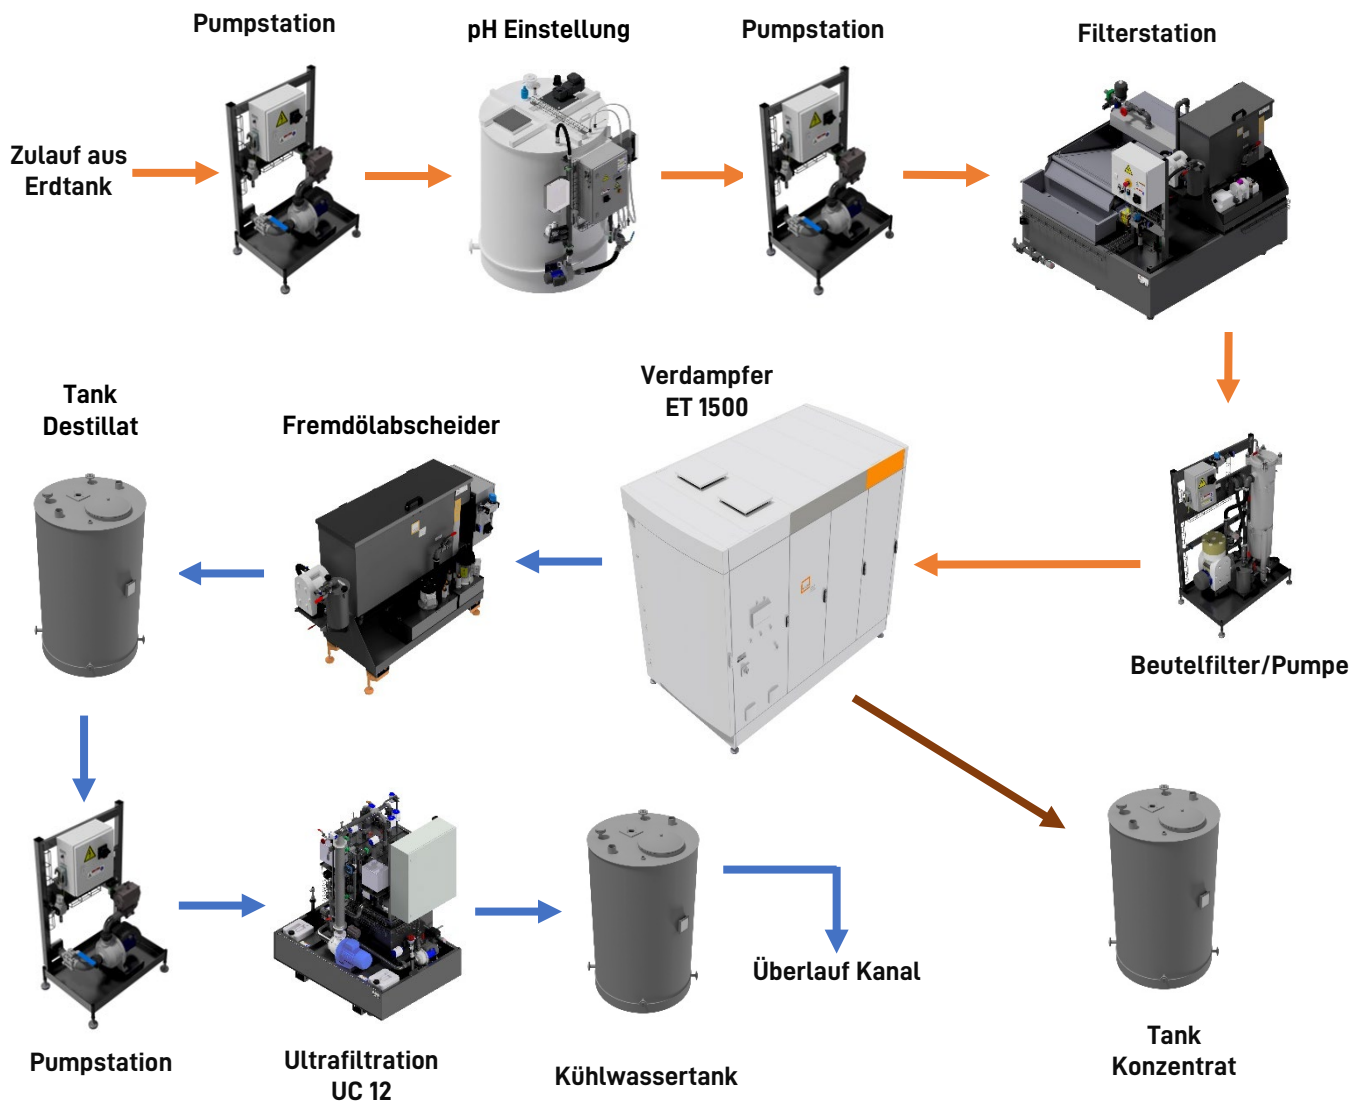 Pumpstation
pH Einstellung
Pumpstation
Filterstation
Zulauf aus
Erdtank
Verdampfer
ET 1500
Tank
Destillat
Fremdölabscheider
Beutelfilter/Pumpe
Überlauf Kanal
Pumpstation
Ultrafiltration
UC 12
Kühlwassertank
Tank
Konzentrat